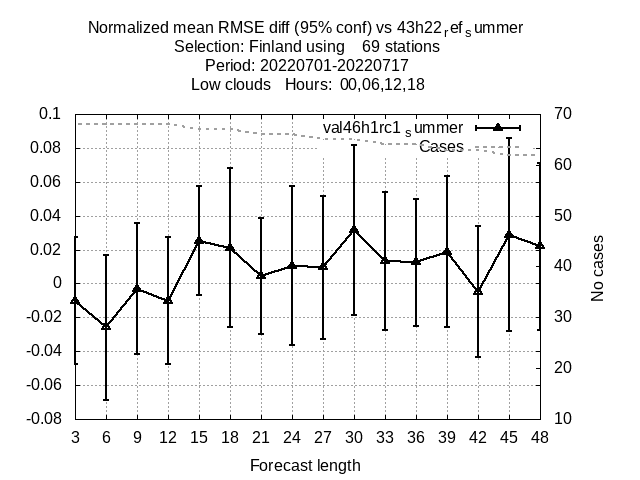 Normalized mean RMSE diff (95% conf) vs 43h22refsummer
Selection: Finland using 69 stations
Period: 20220701-20220717
Low clouds Hours: 00,06,12,18
val46h1rc1summer
Cases
0.1
0.08
0.06
0.04
0.02
0
-0.02
-0.04
-0.06
-0.08
70
60
50
40
30
20
10
No cases
3 6 9 12 15 18 21 24 27 30 33 36 39 42 45 48
Forecast length